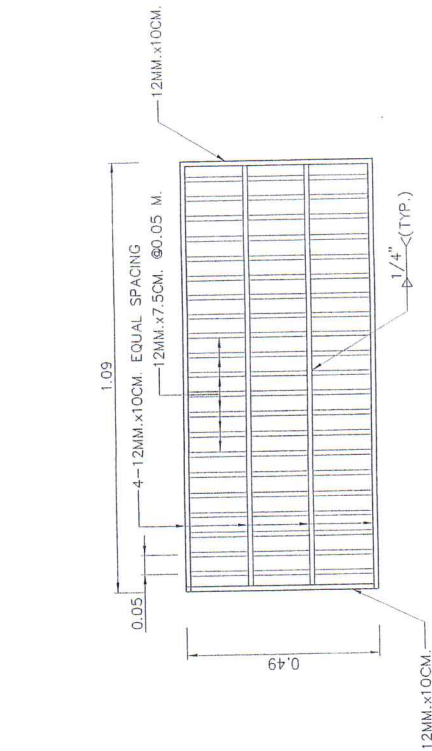 12MM.x10CM.
1.09
4-12MM.x10CM. EQUAL SPACING
12MM.x7.5CM. @0.05 M.
0.05
1/4"
(TYP.)
0.49
12MM.x10CM.